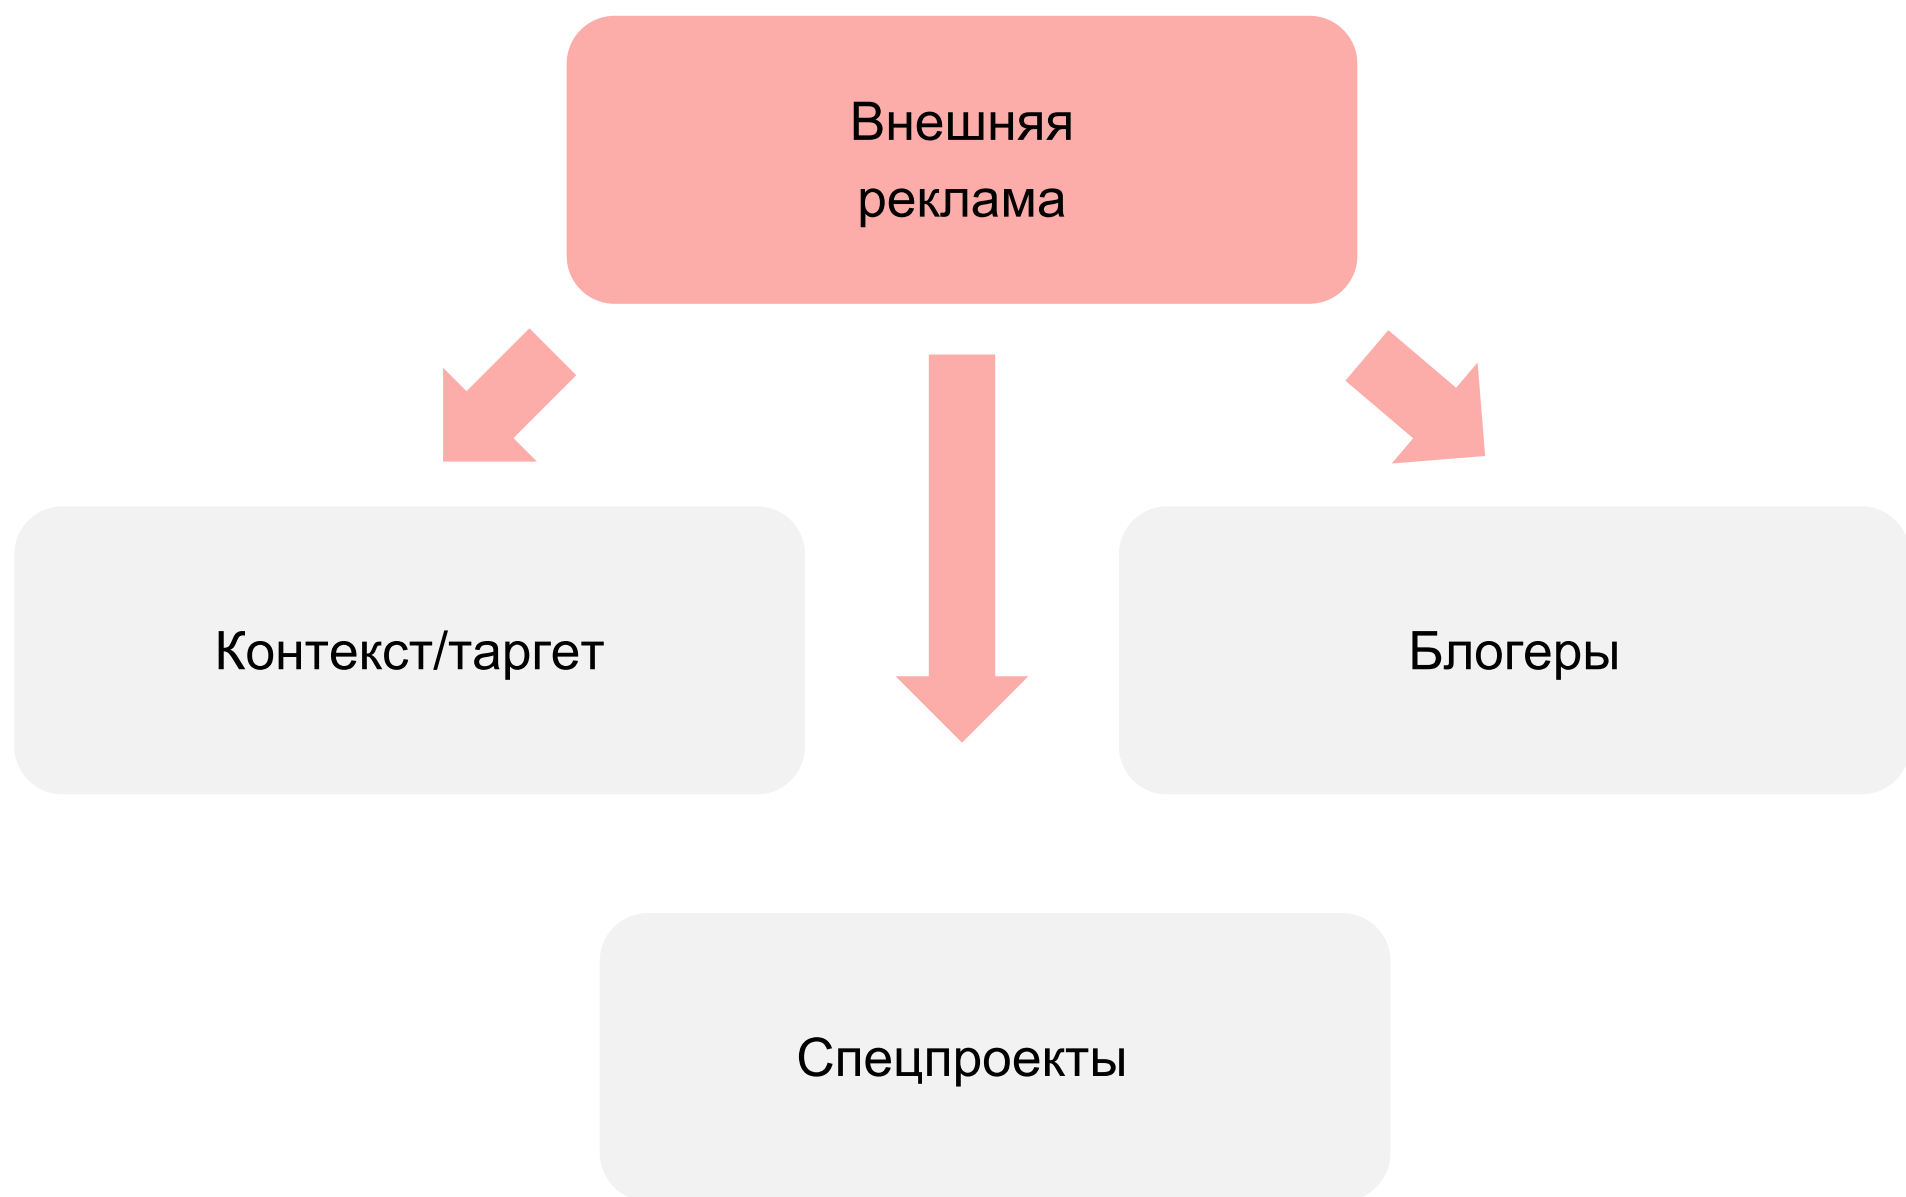 Внешняя
реклама
Контекст/таргет
Блогеры
Спецпроекты